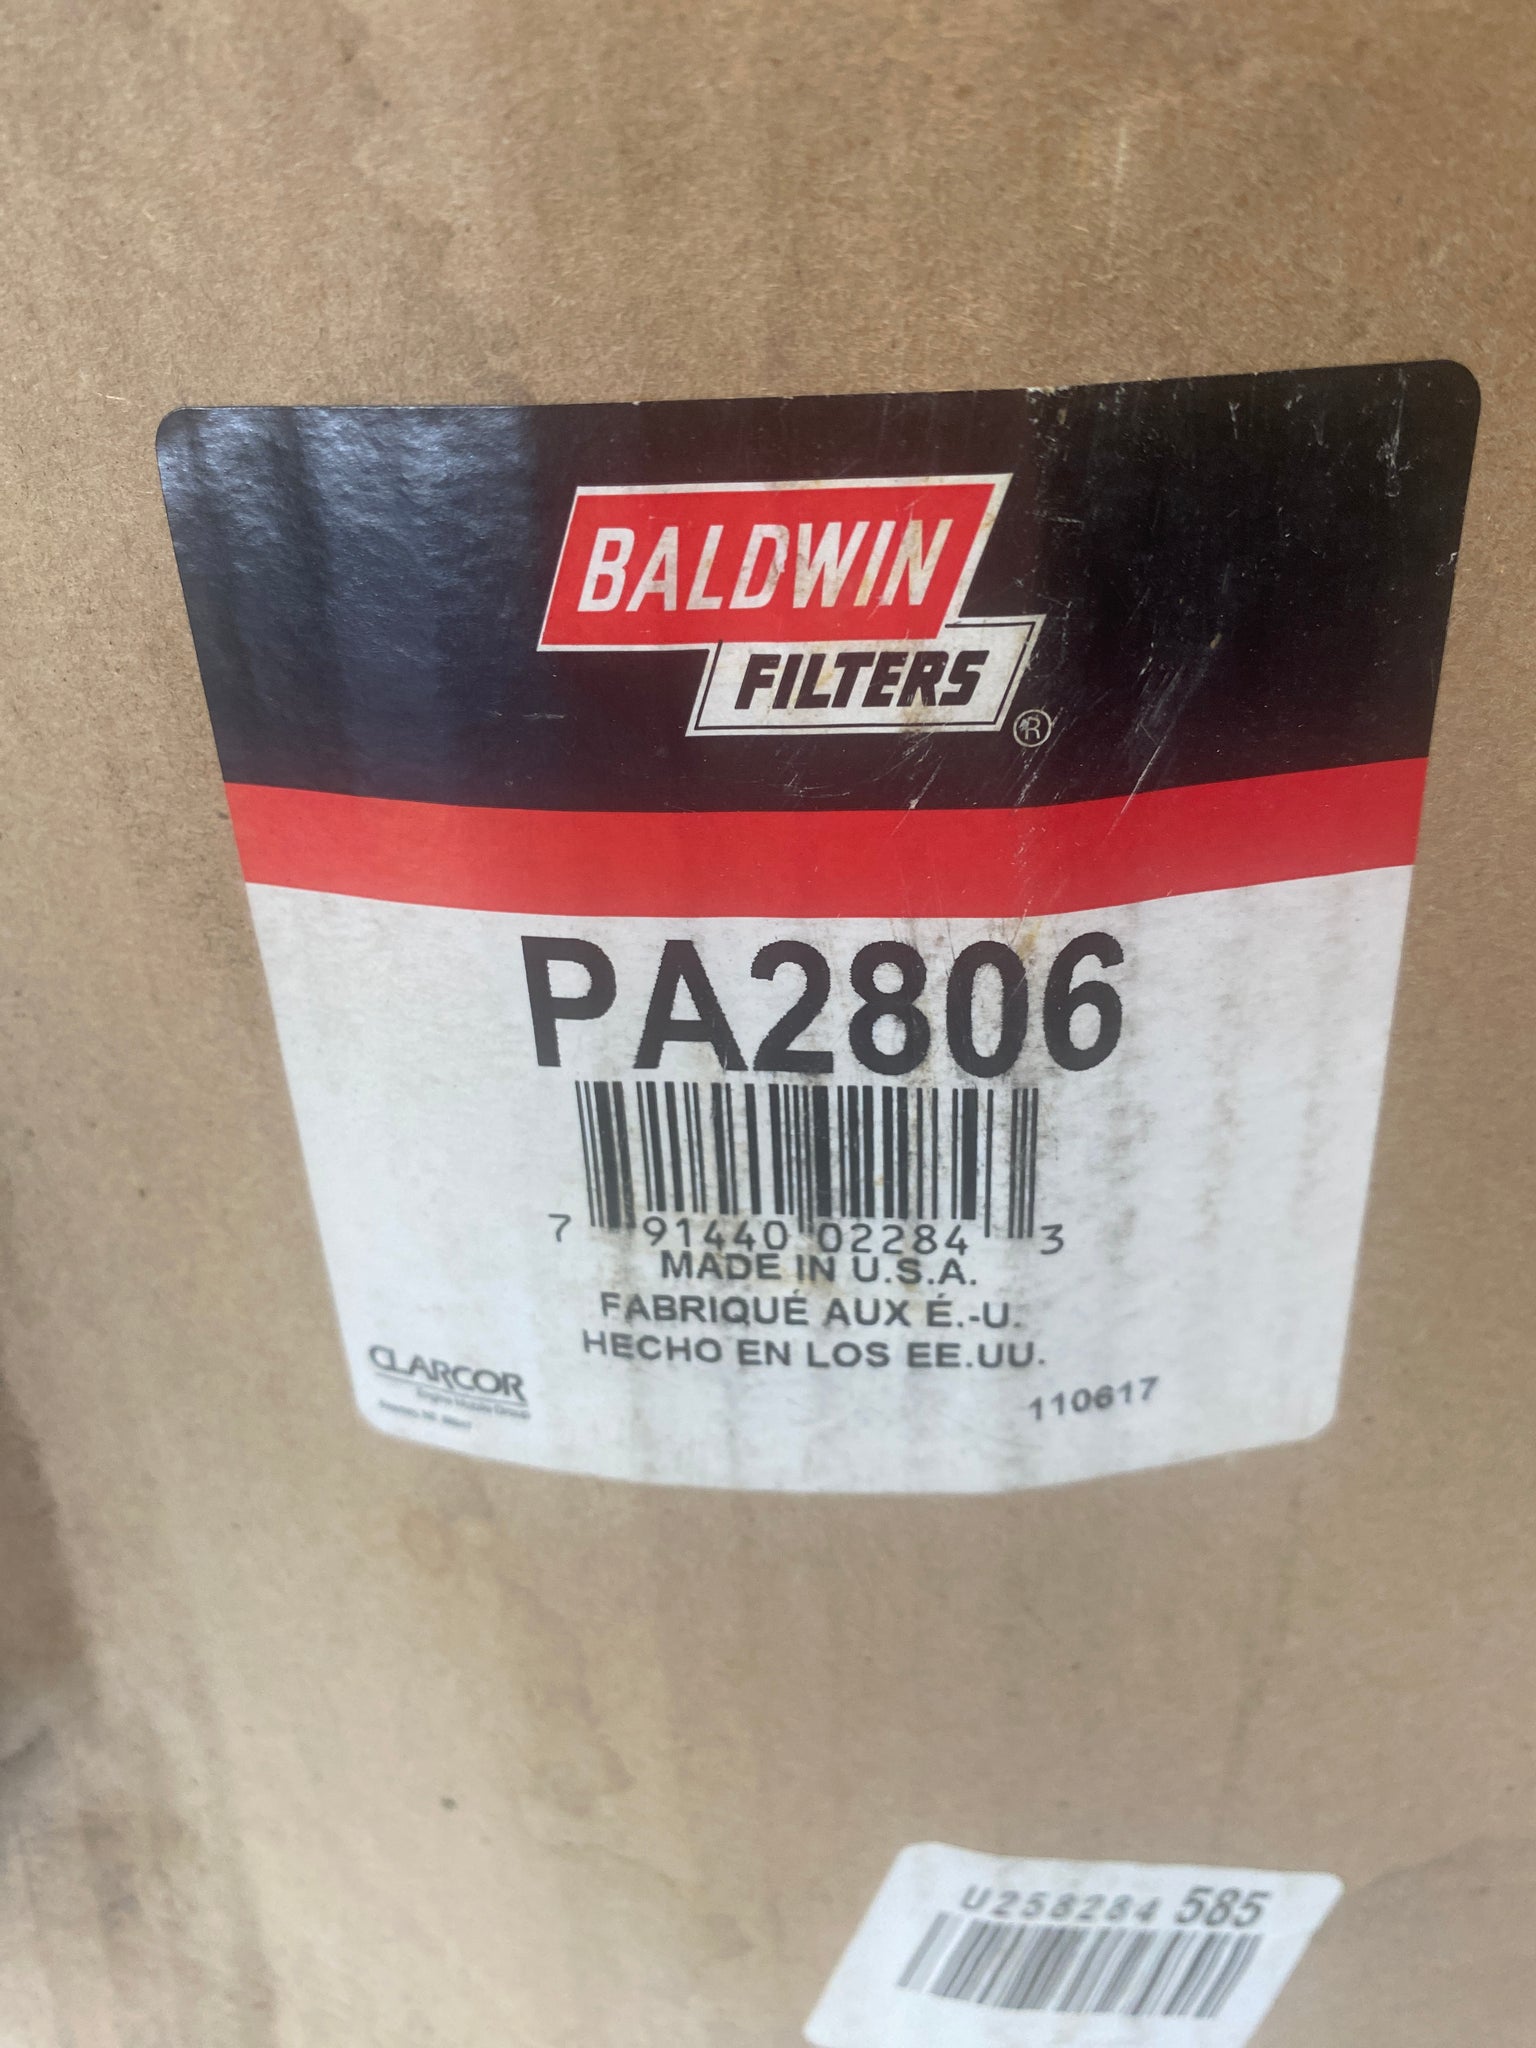 BALDWIN
FILTERS
®
PA2806
7 91440 02284 3
MADE IN U.S.A.
FABRIQUÉ AUX É.-U.
HECHO EN LOS EE.UU.
CLARCOR
110617
U258284 585